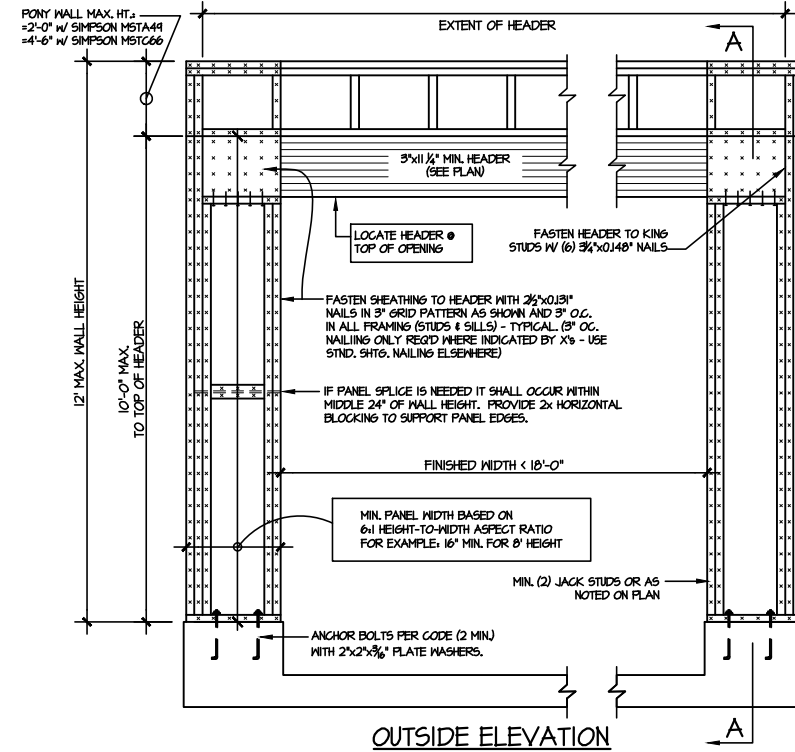 PONY WALL MAX. HT.:
=2'-0" W/ SIMPSON MSTA49
=4'-6" W/ SIMPSON MSTC66
EXTENT OF HEADER
A
3"x11 1/4" MIN. HEADER
(SEE PLAN)
LOCATE HEADER @
TOP OF OPENING
FASTEN HEADER TO KING
STUDS W/ (6) 3 1/4"x0.148" NAILS
12' MAX. WALL HEIGHT
10'-0" MAX.
TO TOP OF HEADER
FASTEN SHEATHING TO HEADER WITH 2 1/2"x0.131"
NAILS IN 3" GRID PATTERN AS SHOWN AND 3" O.C.
IN ALL FRAMING (STUDS & SILLS) - TYPICAL. (3" OC.
NAILIING ONLY REQ'D WHERE INDICATED BY X's - USE
STND. SHTG. NAILING ELSEWHERE)
IF PANEL SPLICE IS NEEDED IT SHALL OCCUR WITHIN
MIDDLE 24" OF WALL HEIGHT. PROVIDE 2x HORIZONTAL
BLOCKING TO SUPPORT PANEL EDGES.
FINISHED WIDTH < 18'-0"
MIN. PANEL WIDTH BASED ON
6:1 HEIGHT-TO-WIDTH ASPECT RATIO
FOR EXAMPLE: 16" MIN. FOR 8' HEIGHT
MIN. (2) JACK STUDS OR AS
NOTED ON PLAN
ANCHOR BOLTS PER CODE (2 MIN.)
WITH 2"x2"x3/16" PLATE WASHERS.
OUTSIDE ELEVATION
A